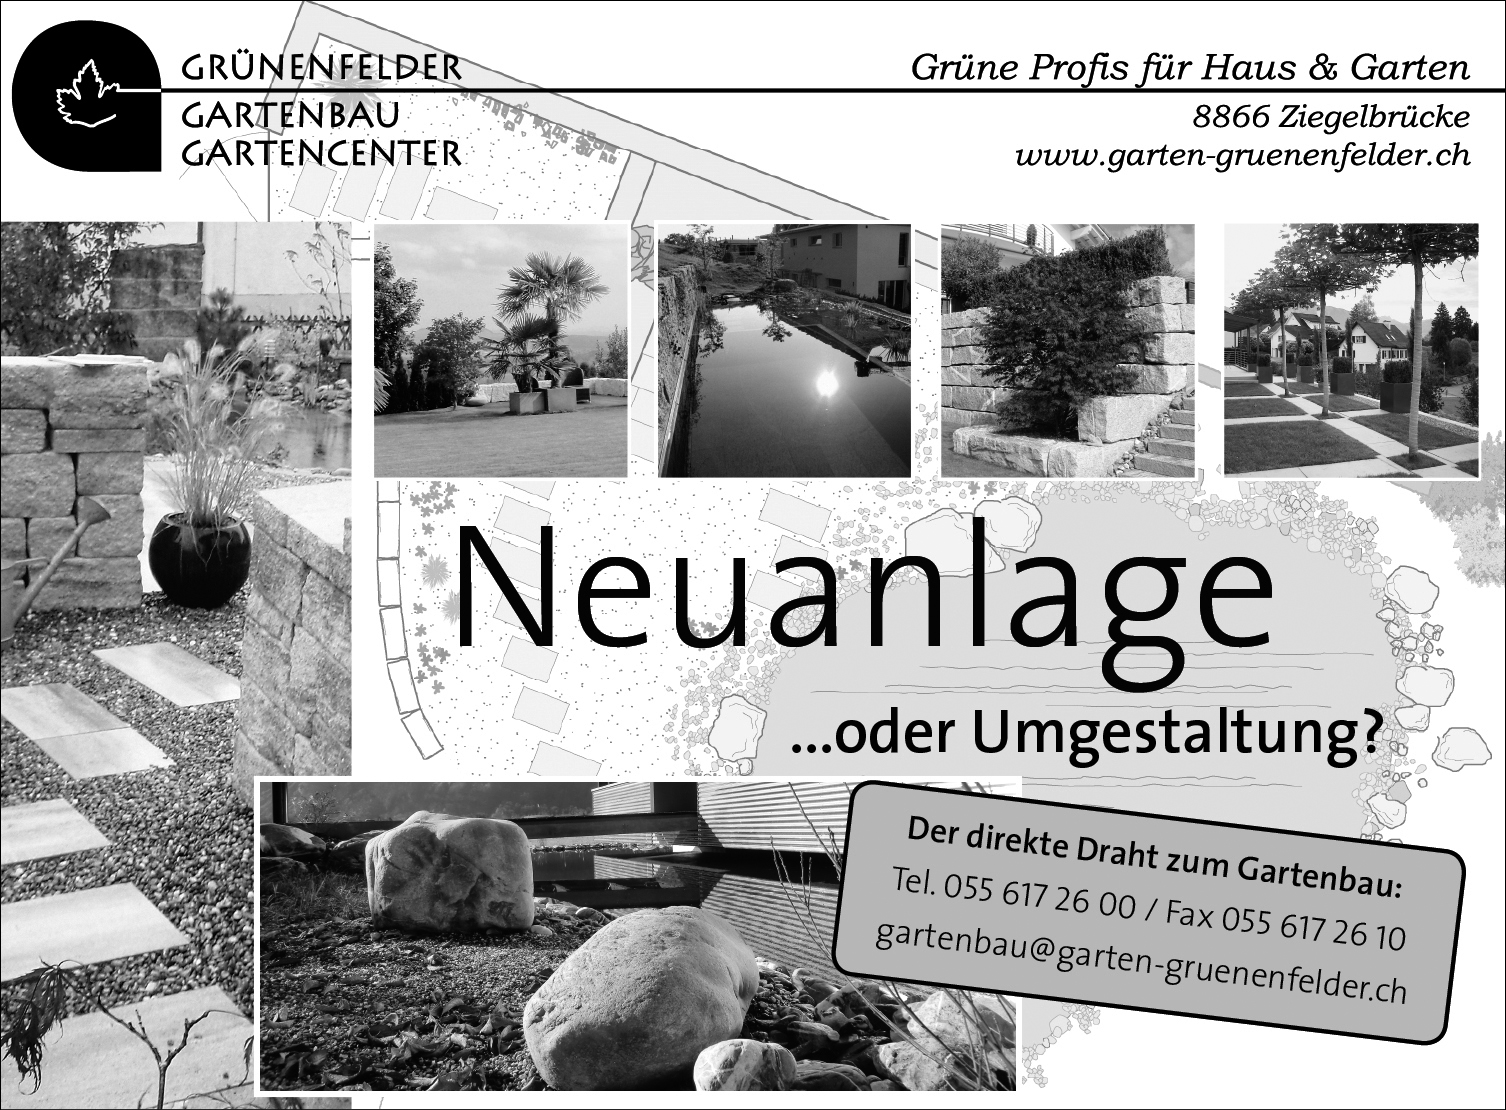 GRÜNENFELDER
GARTENBAU
GARTENCENTER
Grüne Profis für Haus & Garten
8866 Ziegelbrücke
www.garten-gruenenfelder.ch
Neuanlage
...oder Umgestaltung?
Der direkte Draht zum Gartenbau:
Tel. 055 617 26 00 / Fax 055 617 26 10
gartenbau@garten-gruenenfelder.ch